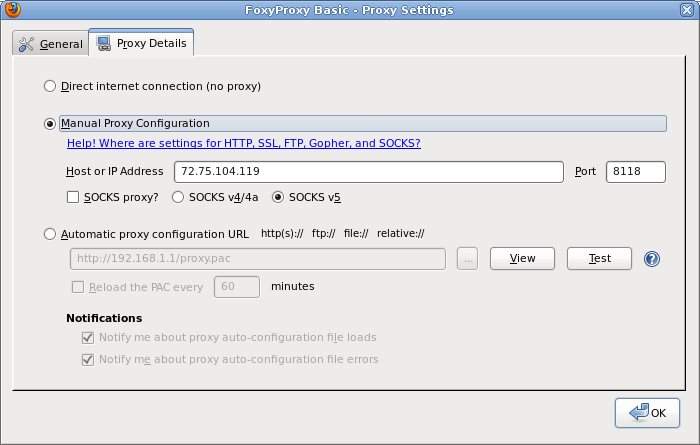 FoxyProxy Basic - Proxy Settings
General
Proxy Details
Direct internet connection (no proxy)
Manual Proxy Configuration
Help! Where are settings for HTTP, SSL, FTP, Gopher, and SOCKS?
Host or IP Address 72.75.104.119 Port 8118
SOCKS proxy? SOCKS v4/4a SOCKS v5
Automatic proxy configuration URL http(s):// ftp:// file:// relative://
http://192.168.1.1/proxy.pac ... View Test ?
Reload the PAC every 60 minutes
Notifications
Notify me about proxy auto-configuration file loads
Notify me about proxy auto-configuration file errors
OK